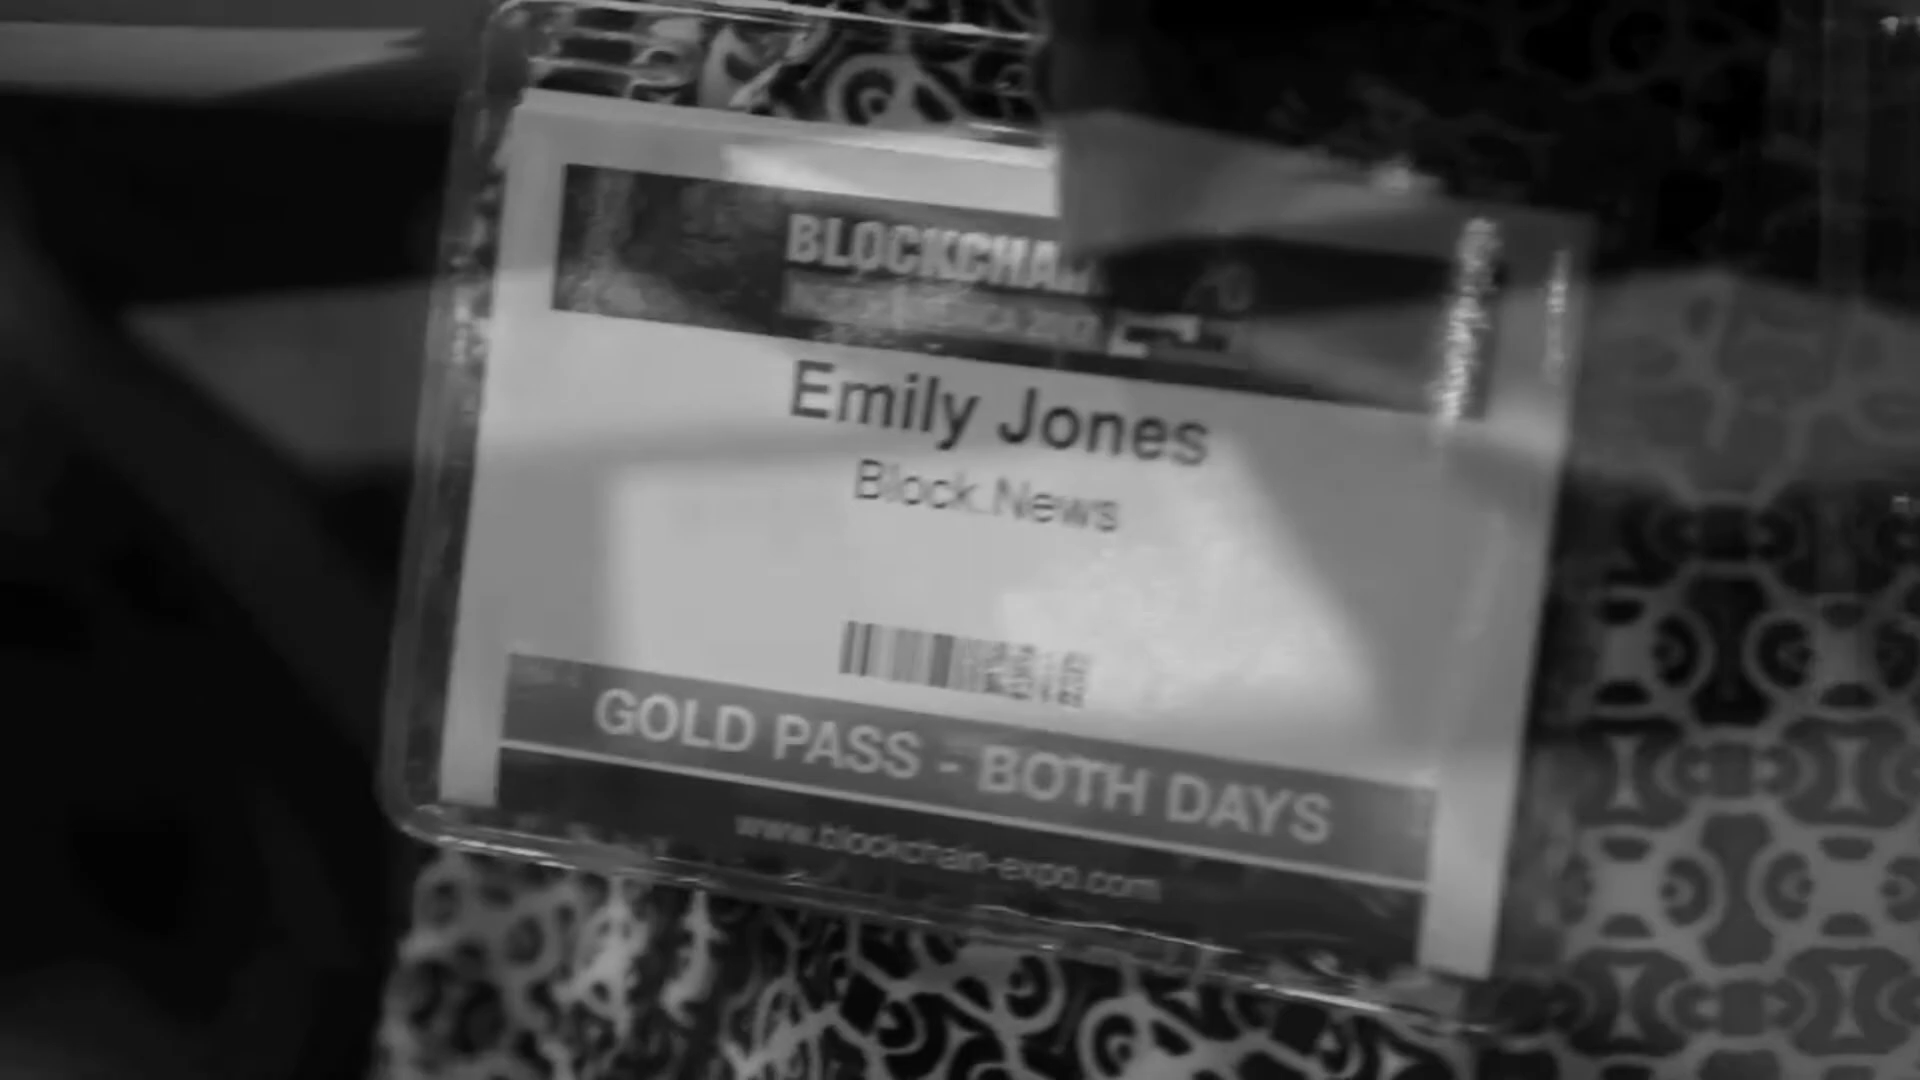 BLOCKCHAI
Emily Jones
Block.News
GOLD PASS - BOTH DAYS
www.blockchain-expo.com